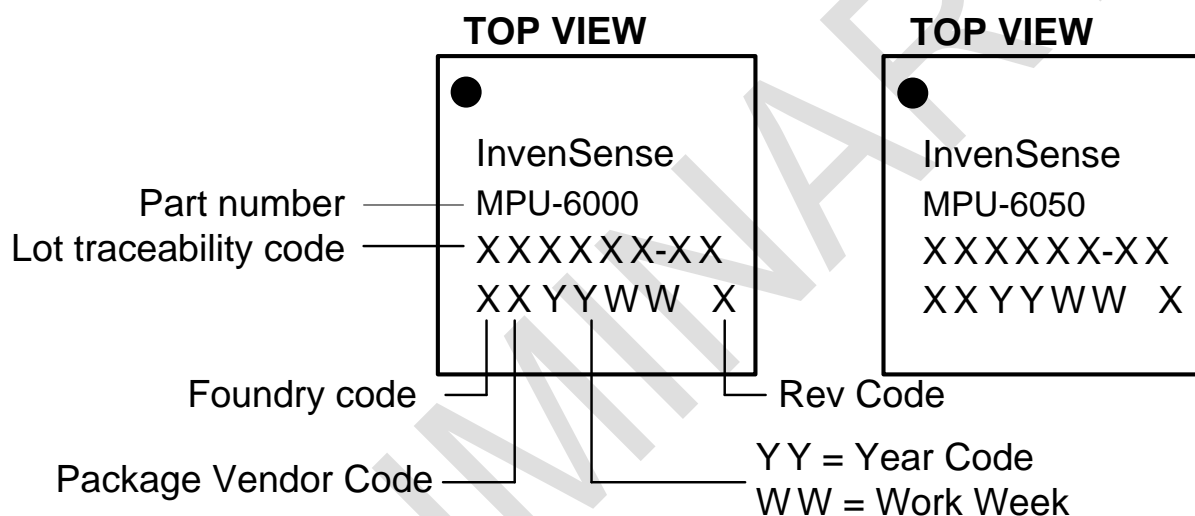 TOP VIEW
TOP VIEW
InvenSense
MPU-6000
XXXXXX-XX
XXYYWW X
Part number
Lot traceability code
Foundry code
Package Vendor Code
Rev Code
YY = Year Code
WW = Work Week
InvenSense
MPU-6050
XXXXXX-XX
XXYYWW X